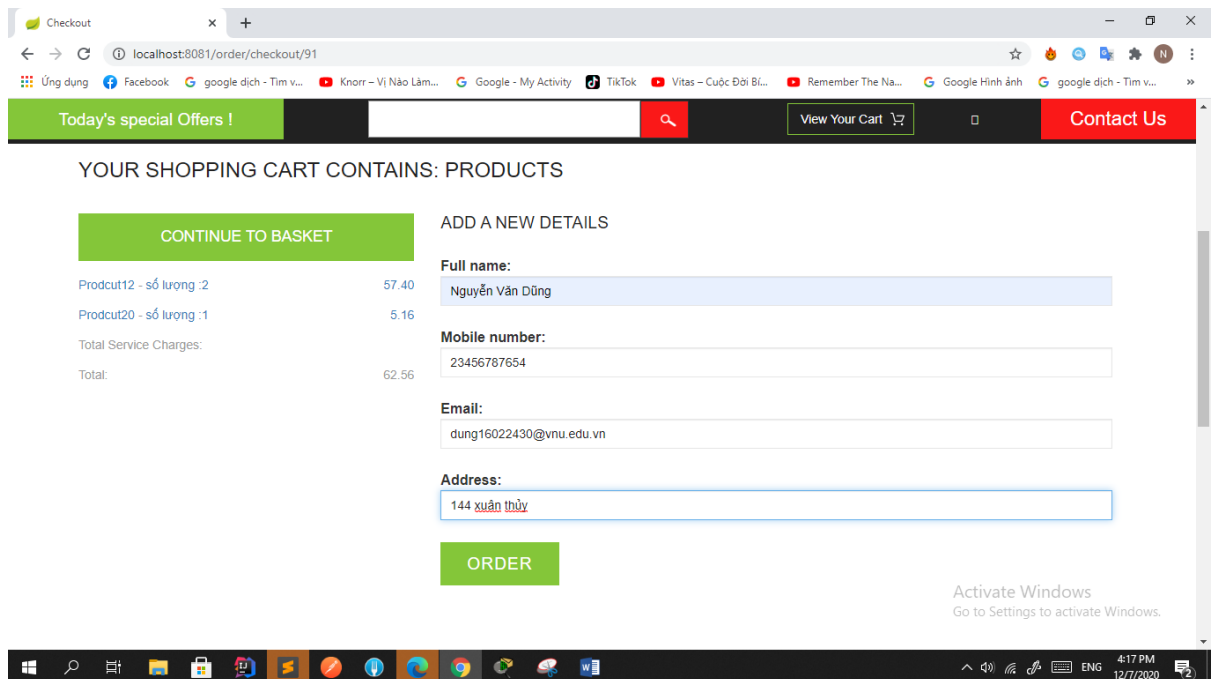 Checkout
localhost:8081/order/checkout/91
N
Ứng dụng Facebook google dịch - Tìm v... Knorr – Vị Nào Làm... Google - My Activity TikTok Vitas – Cuộc Đời Bí... Remember The Na... Google Hình ảnh google dịch - Tìm v... »
Today's special Offers !
View Your Cart
Contact Us
YOUR SHOPPING CART CONTAINS: PRODUCTS
CONTINUE TO BASKET
Prodcut12 - số lượng :2 57.40
Prodcut20 - số lượng :1 5.16
Total Service Charges:
Total: 62.56
ADD A NEW DETAILS
Full name:
Nguyễn Văn Dũng
Mobile number:
23456787654
Email:
dung16022430@vnu.edu.vn
Address:
144 xuân thủy
ORDER
Activate Windows
Go to Settings to activate Windows.
ENG
4:17 PM
12/7/2020
2